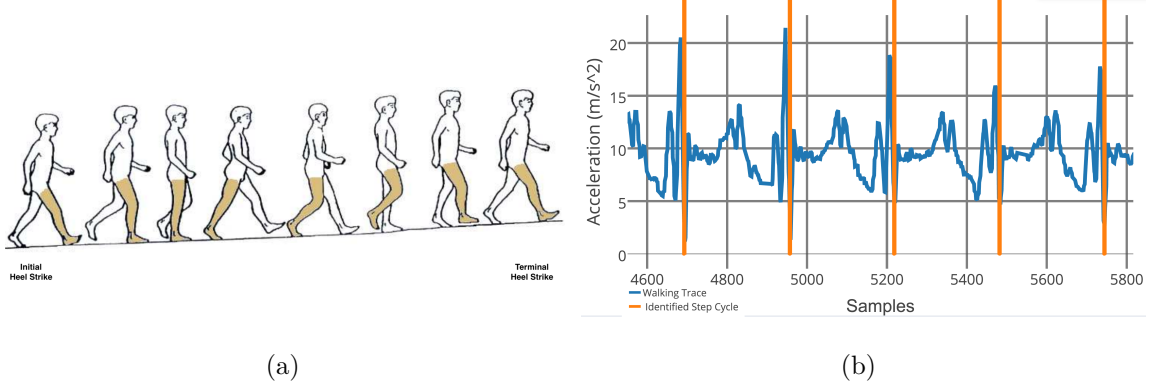 Initial
Heel Strike
Terminal
Heel Strike
(a)
Acceleration (m/s^2)
20
15
10
5
0
4600 4800 5000 5200 5400 5600 5800
Walking Trace
Identified Step Cycle
Samples
(b)